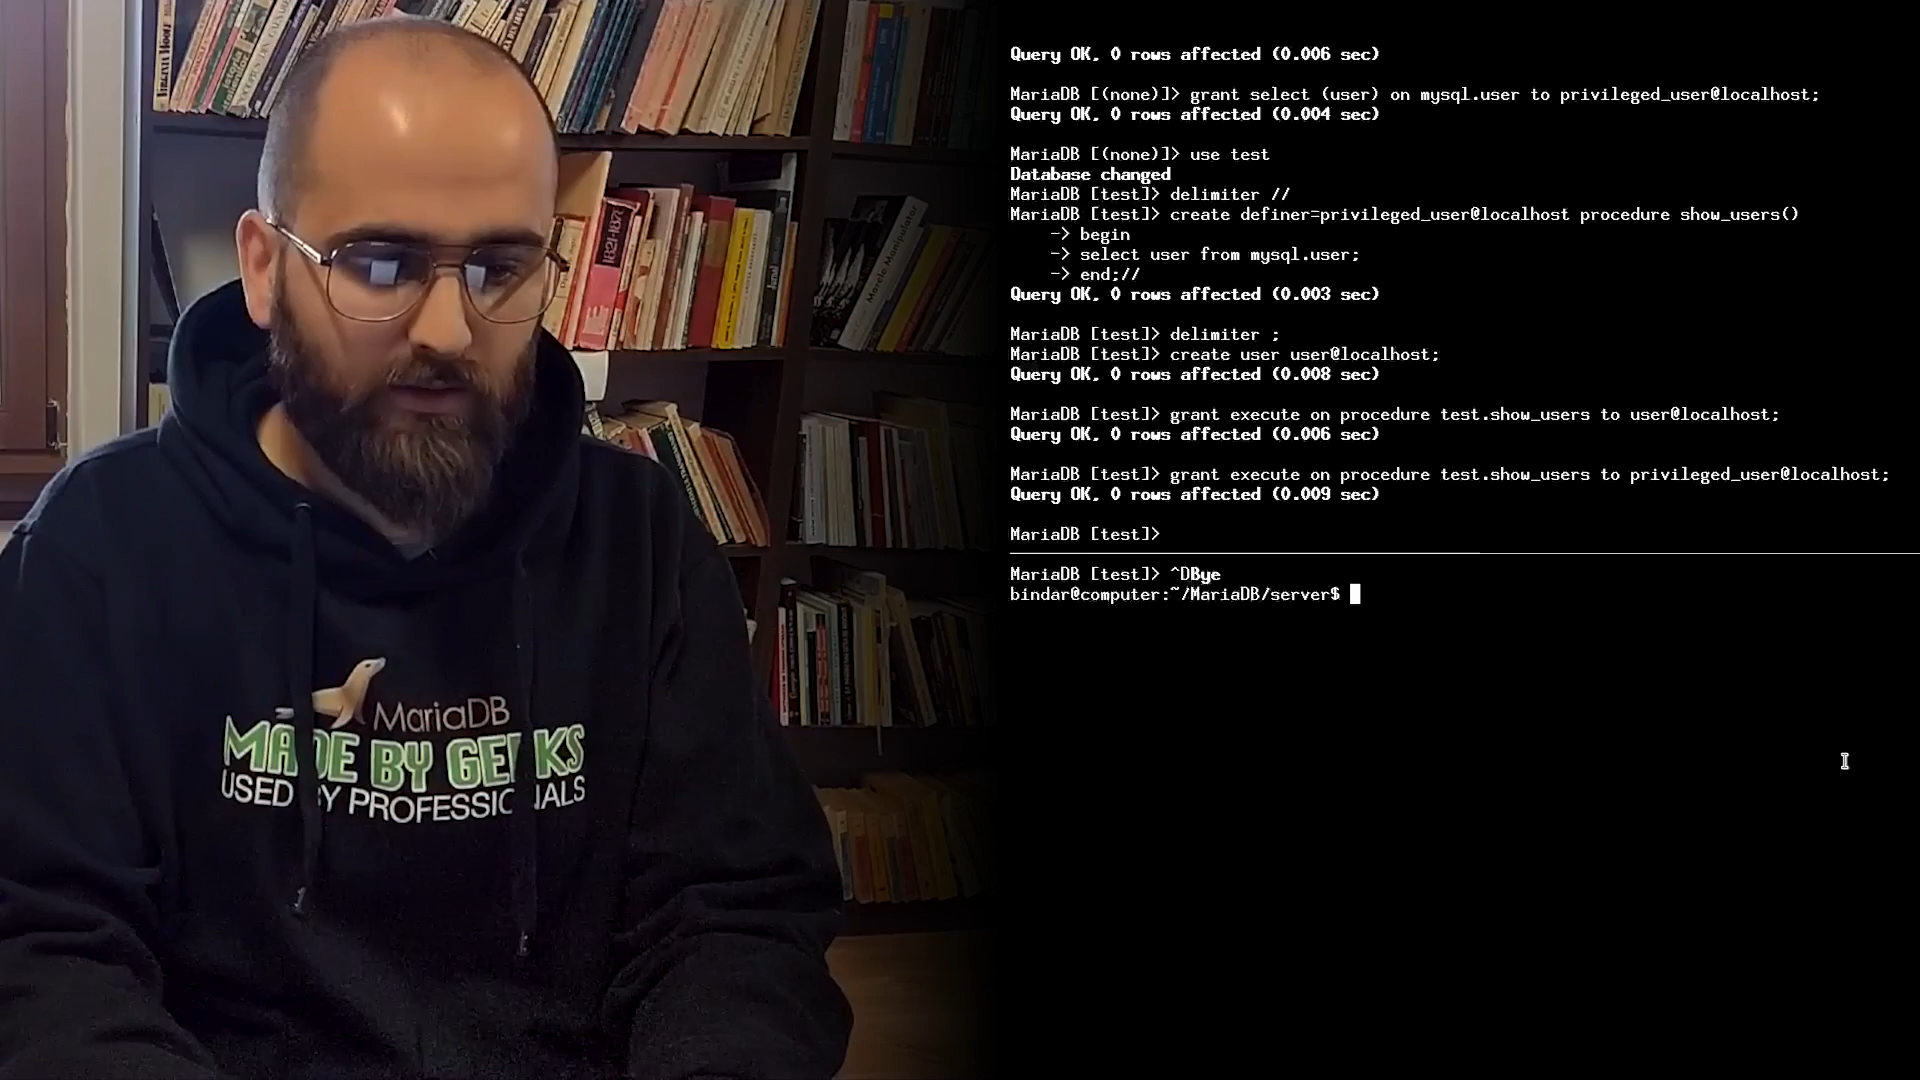 VIRGINIA WOOLF
1821-1871
Marele Manipulator
MariaDB
MADE BY GEEKS
USED BY PROFESSIONALS
Query OK, 0 rows affected (0.006 sec)
MariaDB [(none)]> grant select (user) on mysql.user to privileged_user@localhost;
Query OK, 0 rows affected (0.004 sec)
MariaDB [(none)]> use test
Database changed
MariaDB [test]> delimiter //
MariaDB [test]> create definer=privileged_user@localhost procedure show_users()
-> begin
-> select user from mysql.user;
-> end;//
Query OK, 0 rows affected (0.003 sec)
MariaDB [test]> delimiter ;
MariaDB [test]> create user user@localhost;
Query OK, 0 rows affected (0.008 sec)
MariaDB [test]> grant execute on procedure test.show_users to user@localhost;
Query OK, 0 rows affected (0.006 sec)
MariaDB [test]> grant execute on procedure test.show_users to privileged_user@localhost;
Query OK, 0 rows affected (0.009 sec)
MariaDB [test]>
MariaDB [test]> ^DBye
bindar@computer:~/MariaDB/server$